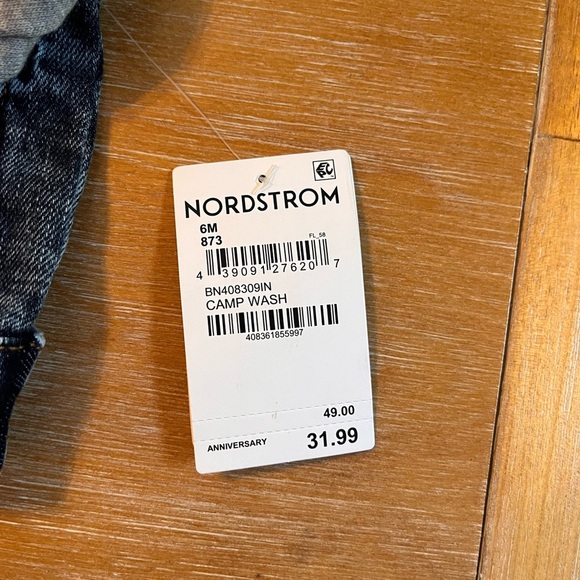 NORDSTROM
6M
873
FL_58
4 39091 27620 7
BN408309IN
CAMP WASH
408361855997
49.00
ANNIVERSARY 31.99